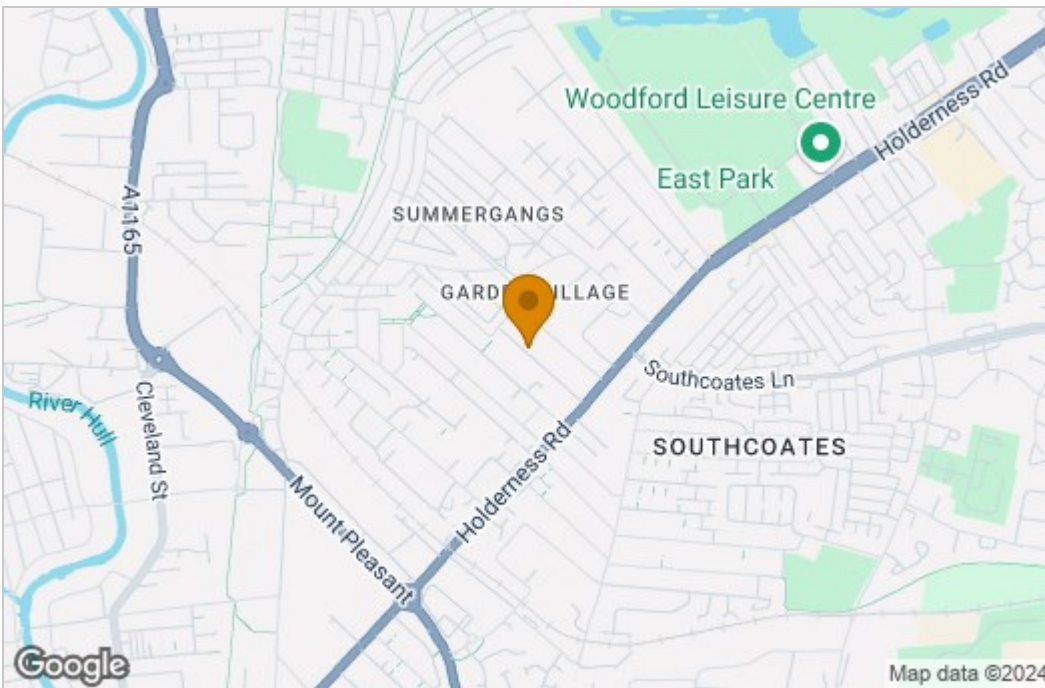 Woodford Leisure Centre
Holderness Rd
East Park
A1165
SUMMERGANGS
Southcoates Ln
River Hull
Cleveland St
SOUTHCOATES
Holderness Rd
Mount Pleasant
Google
Map data ©2024